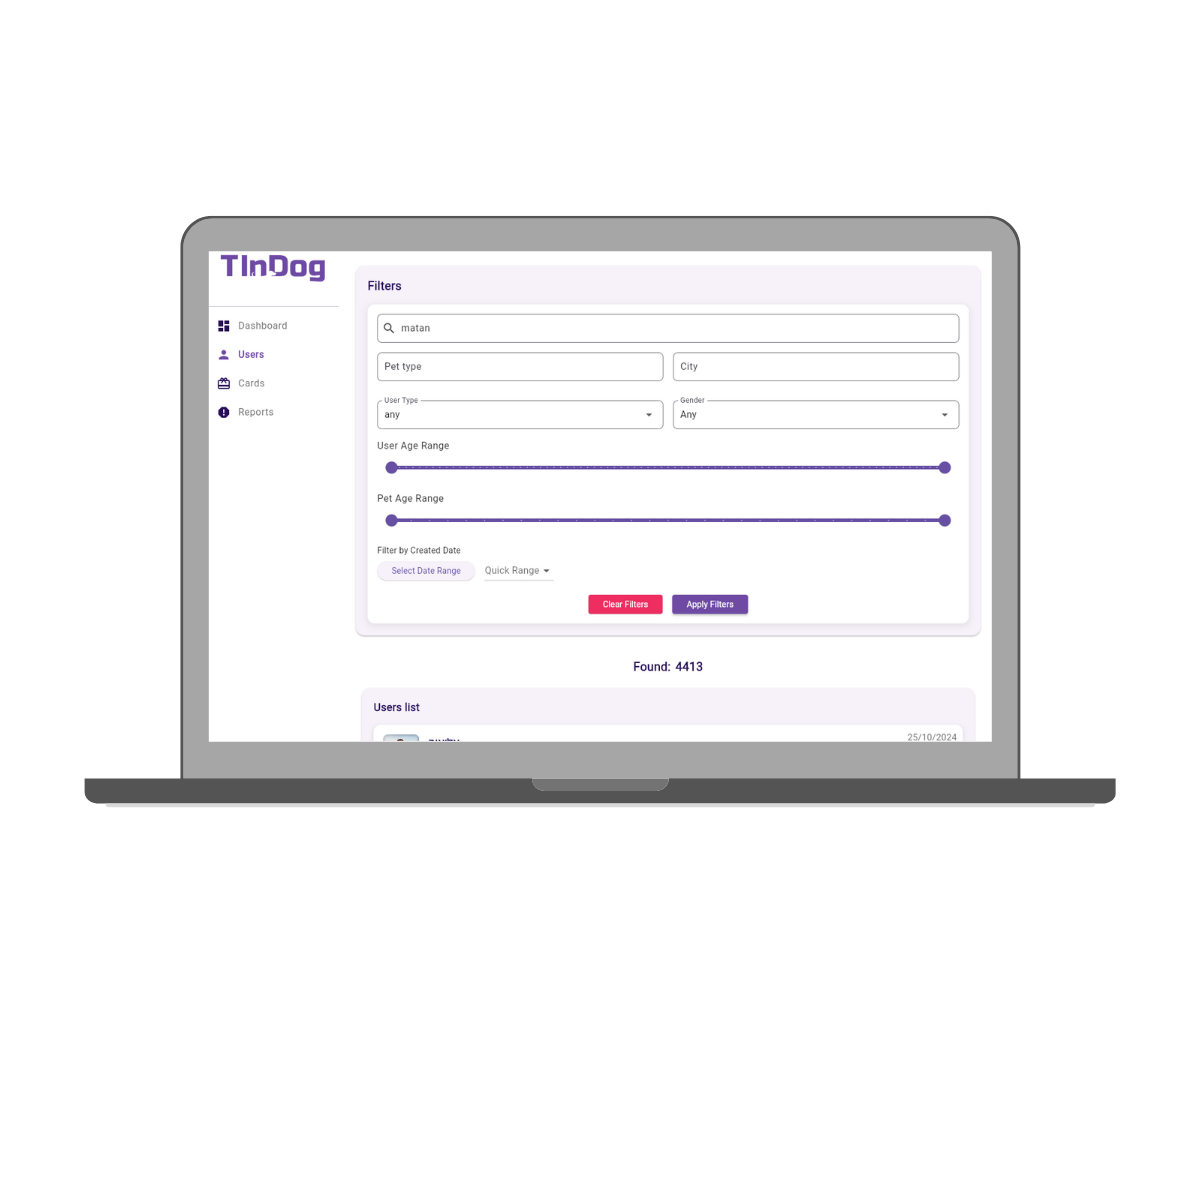 TInDog
Dashboard
Users
Cards
Reports
Filters
matan
Pet type
City
User Type
any
Gender
Any
User Age Range
Pet Age Range
Filter by Created Date
Select Date Range
Quick Range
Clear Filters
Apply Filters
Found: 4413
Users list
25/10/2024